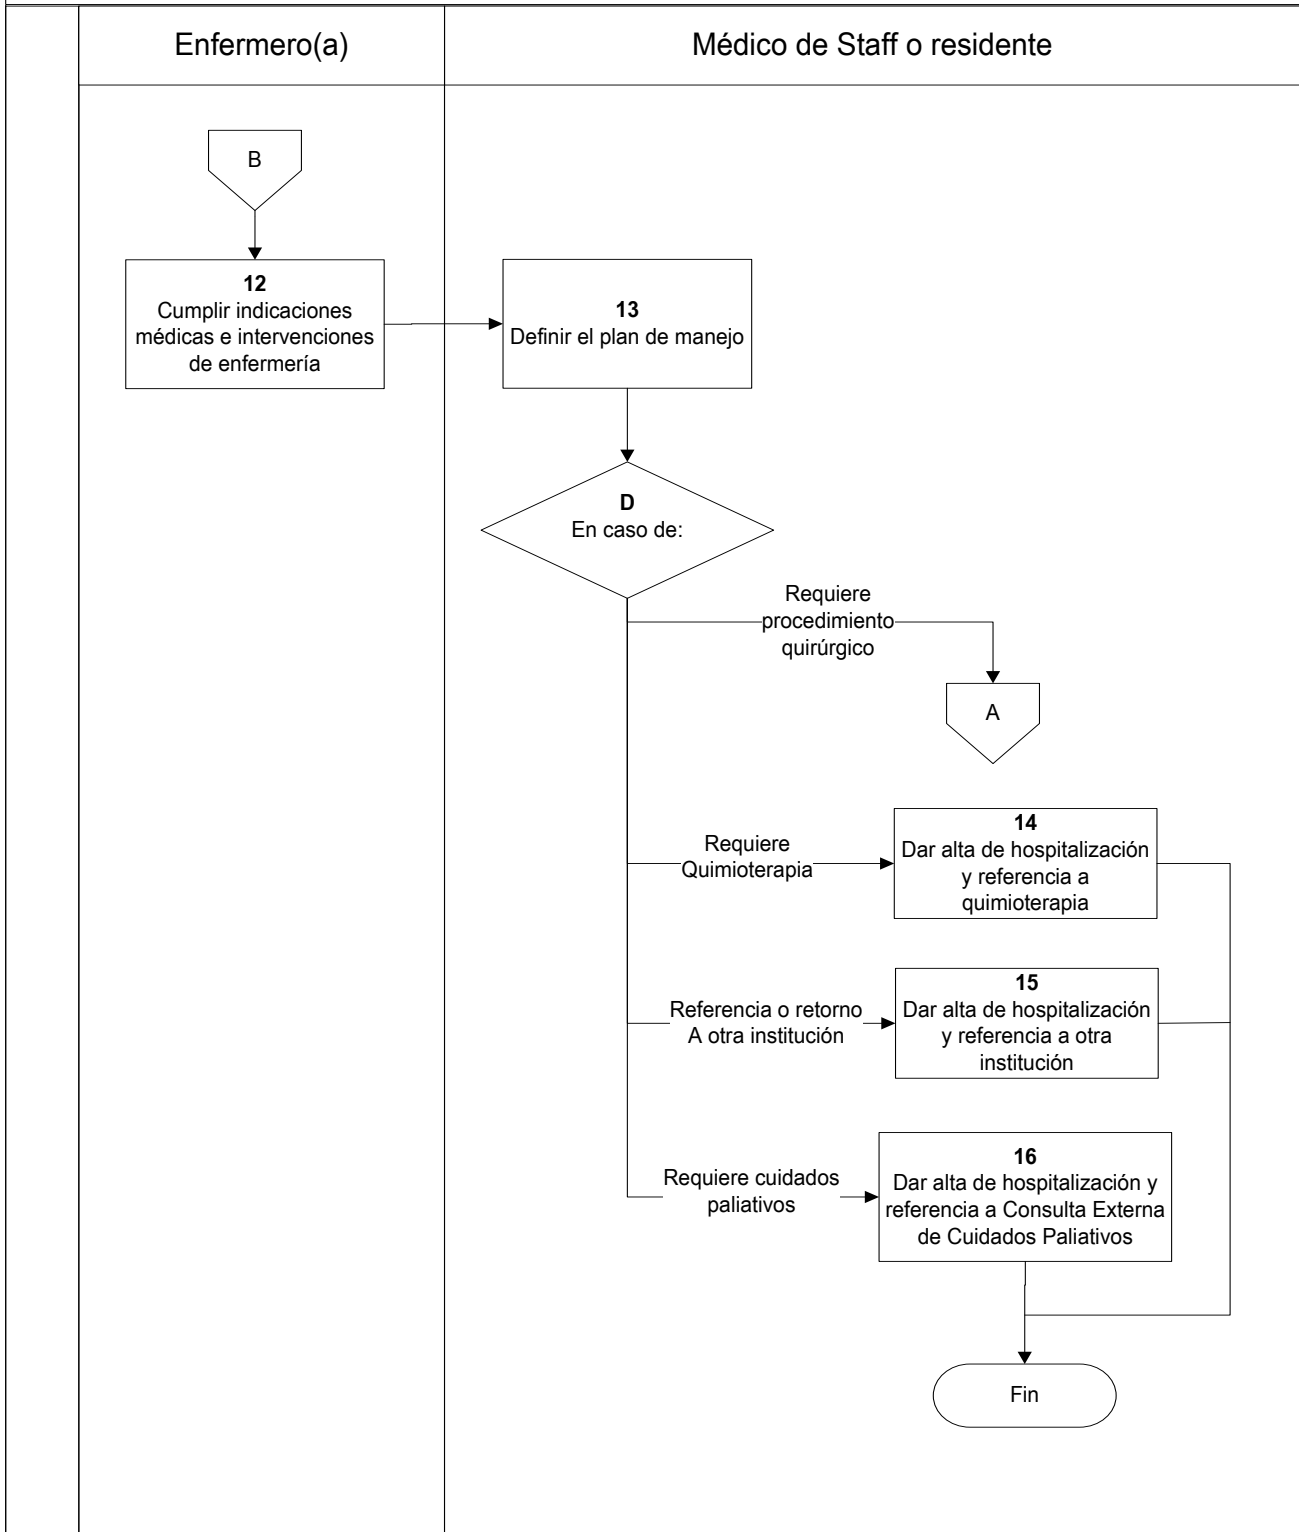 Enfermero(a)
Médico de Staff o residente
B
12
Cumplir indicaciones
médicas e intervenciones
de enfermería
13
Definir el plan de manejo
D
En caso de:
Requiere
procedimiento
quirúrgico
A
Requiere
Quimioterapia
14
Dar alta de hospitalización
y referencia a
quimioterapia
Referencia o retorno
A otra institución
15
Dar alta de hospitalización
y referencia a otra
institución
Requiere cuidados
paliativos
16
Dar alta de hospitalización y
referencia a Consulta Externa
de Cuidados Paliativos
Fin